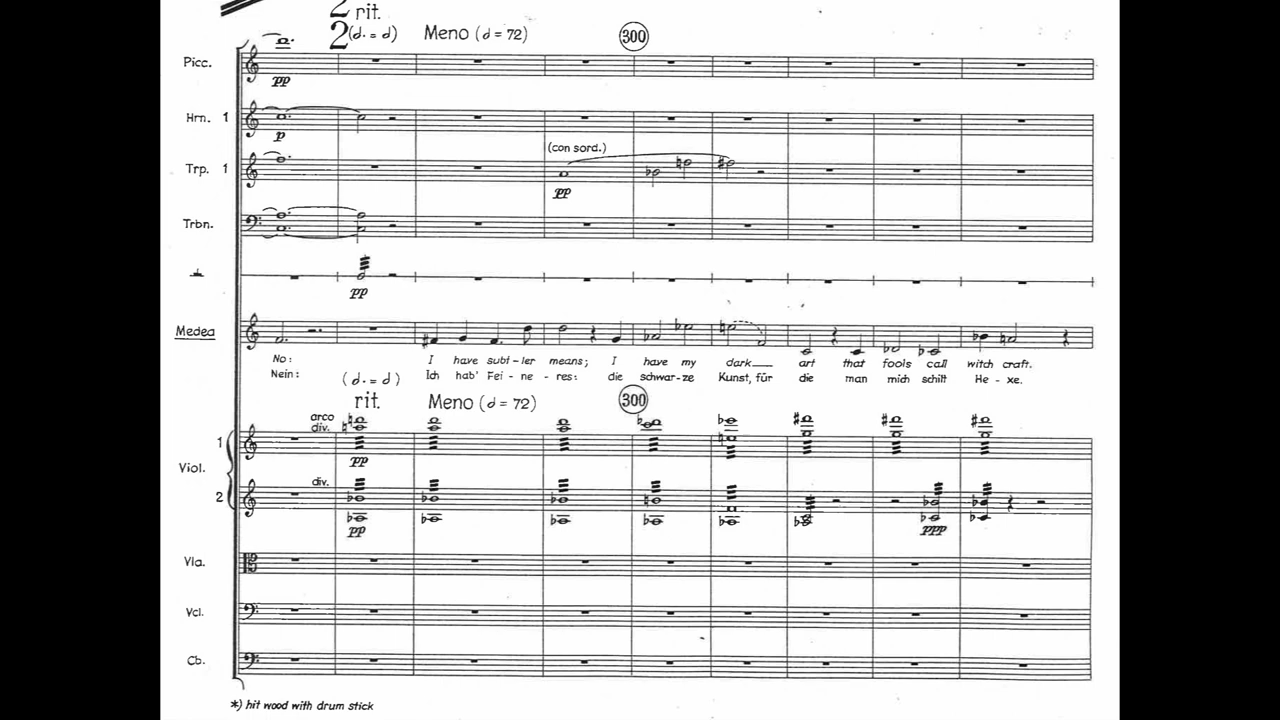 2 rit.
2 (d. = d) Meno (d = 72) 300
Picc.
pp
Hrn. 1
p
(con sord.)
Trp. 1
pp
Trbn.
pp
Medea
No: I have subt-ler means; I have my dark art that fools call witch craft.
Nein: Ich hab' Fei - ne - res: die schwar-ze Kunst, für die man mich schilt He - xe.
(d. = d)
rit. Meno (d = 72) 300
arco
div.
1
pp
Viol.
div.
2
pp ppp
Vla.
Vcl.
Cb.
*) hit wood with drum stick